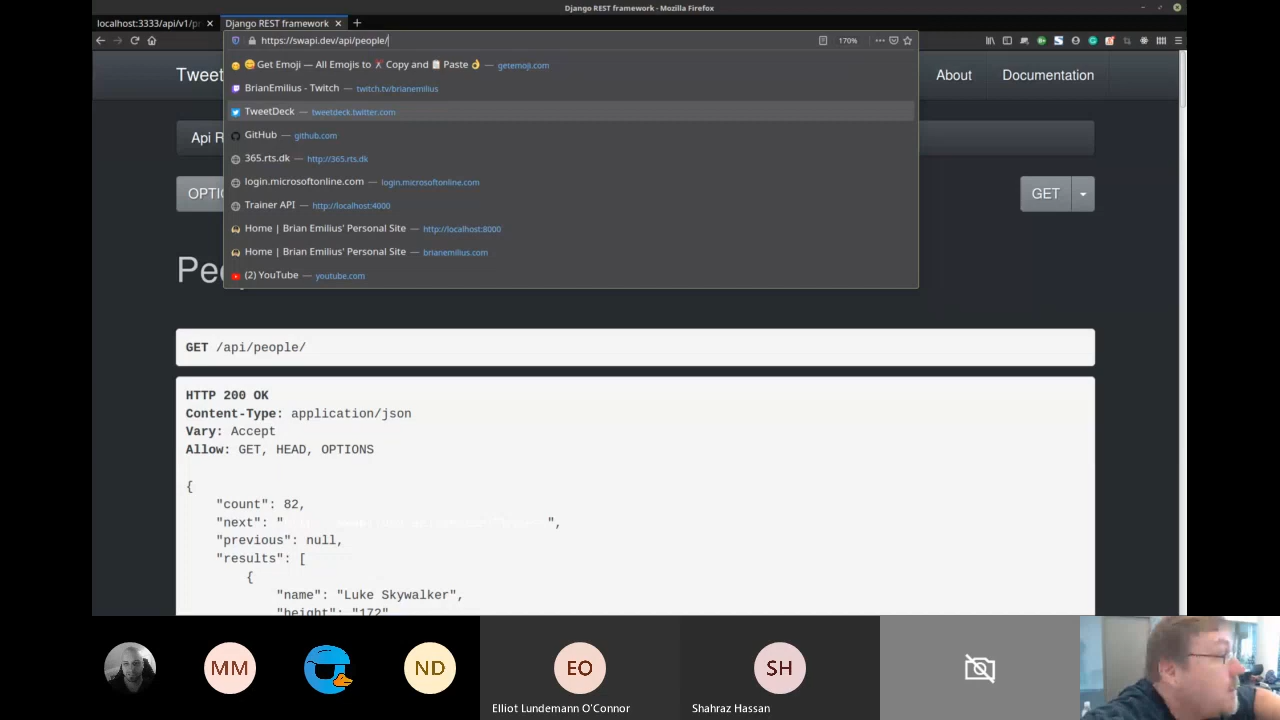 Django REST framework - Mozilla Firefox
localhost:3333/api/v1/pr
Django REST framework
https://swapi.dev/api/people/
170%
Get Emoji — All Emojis to ✂ Copy and 📋 Paste 👌 — getemoji.com
BrianEmilius - Twitch — twitch.tv/brianemilius
TweetDeck — tweetdeck.twitter.com
GitHub — github.com
365.rts.dk — http://365.rts.dk
login.microsoftonline.com — login.microsoftonline.com
Trainer API — http://localhost:4000
Home | Brian Emilius' Personal Site — http://localhost:8000
Home | Brian Emilius' Personal Site — brianemilius.com
(2) YouTube — youtube.com
Tweet
About
Documentation
Api R
OPTIO
GET
Peo
GET /api/people/
HTTP 200 OK
Content-Type: application/json
Vary: Accept
Allow: GET, HEAD, OPTIONS
{
"count": 82,
"next": " ",
"previous": null,
"results": [
{
"name": "Luke Skywalker",
"height": "172"
MM
ND
EO
SH
Elliot Lundemann O'Connor
Shahraz Hassan